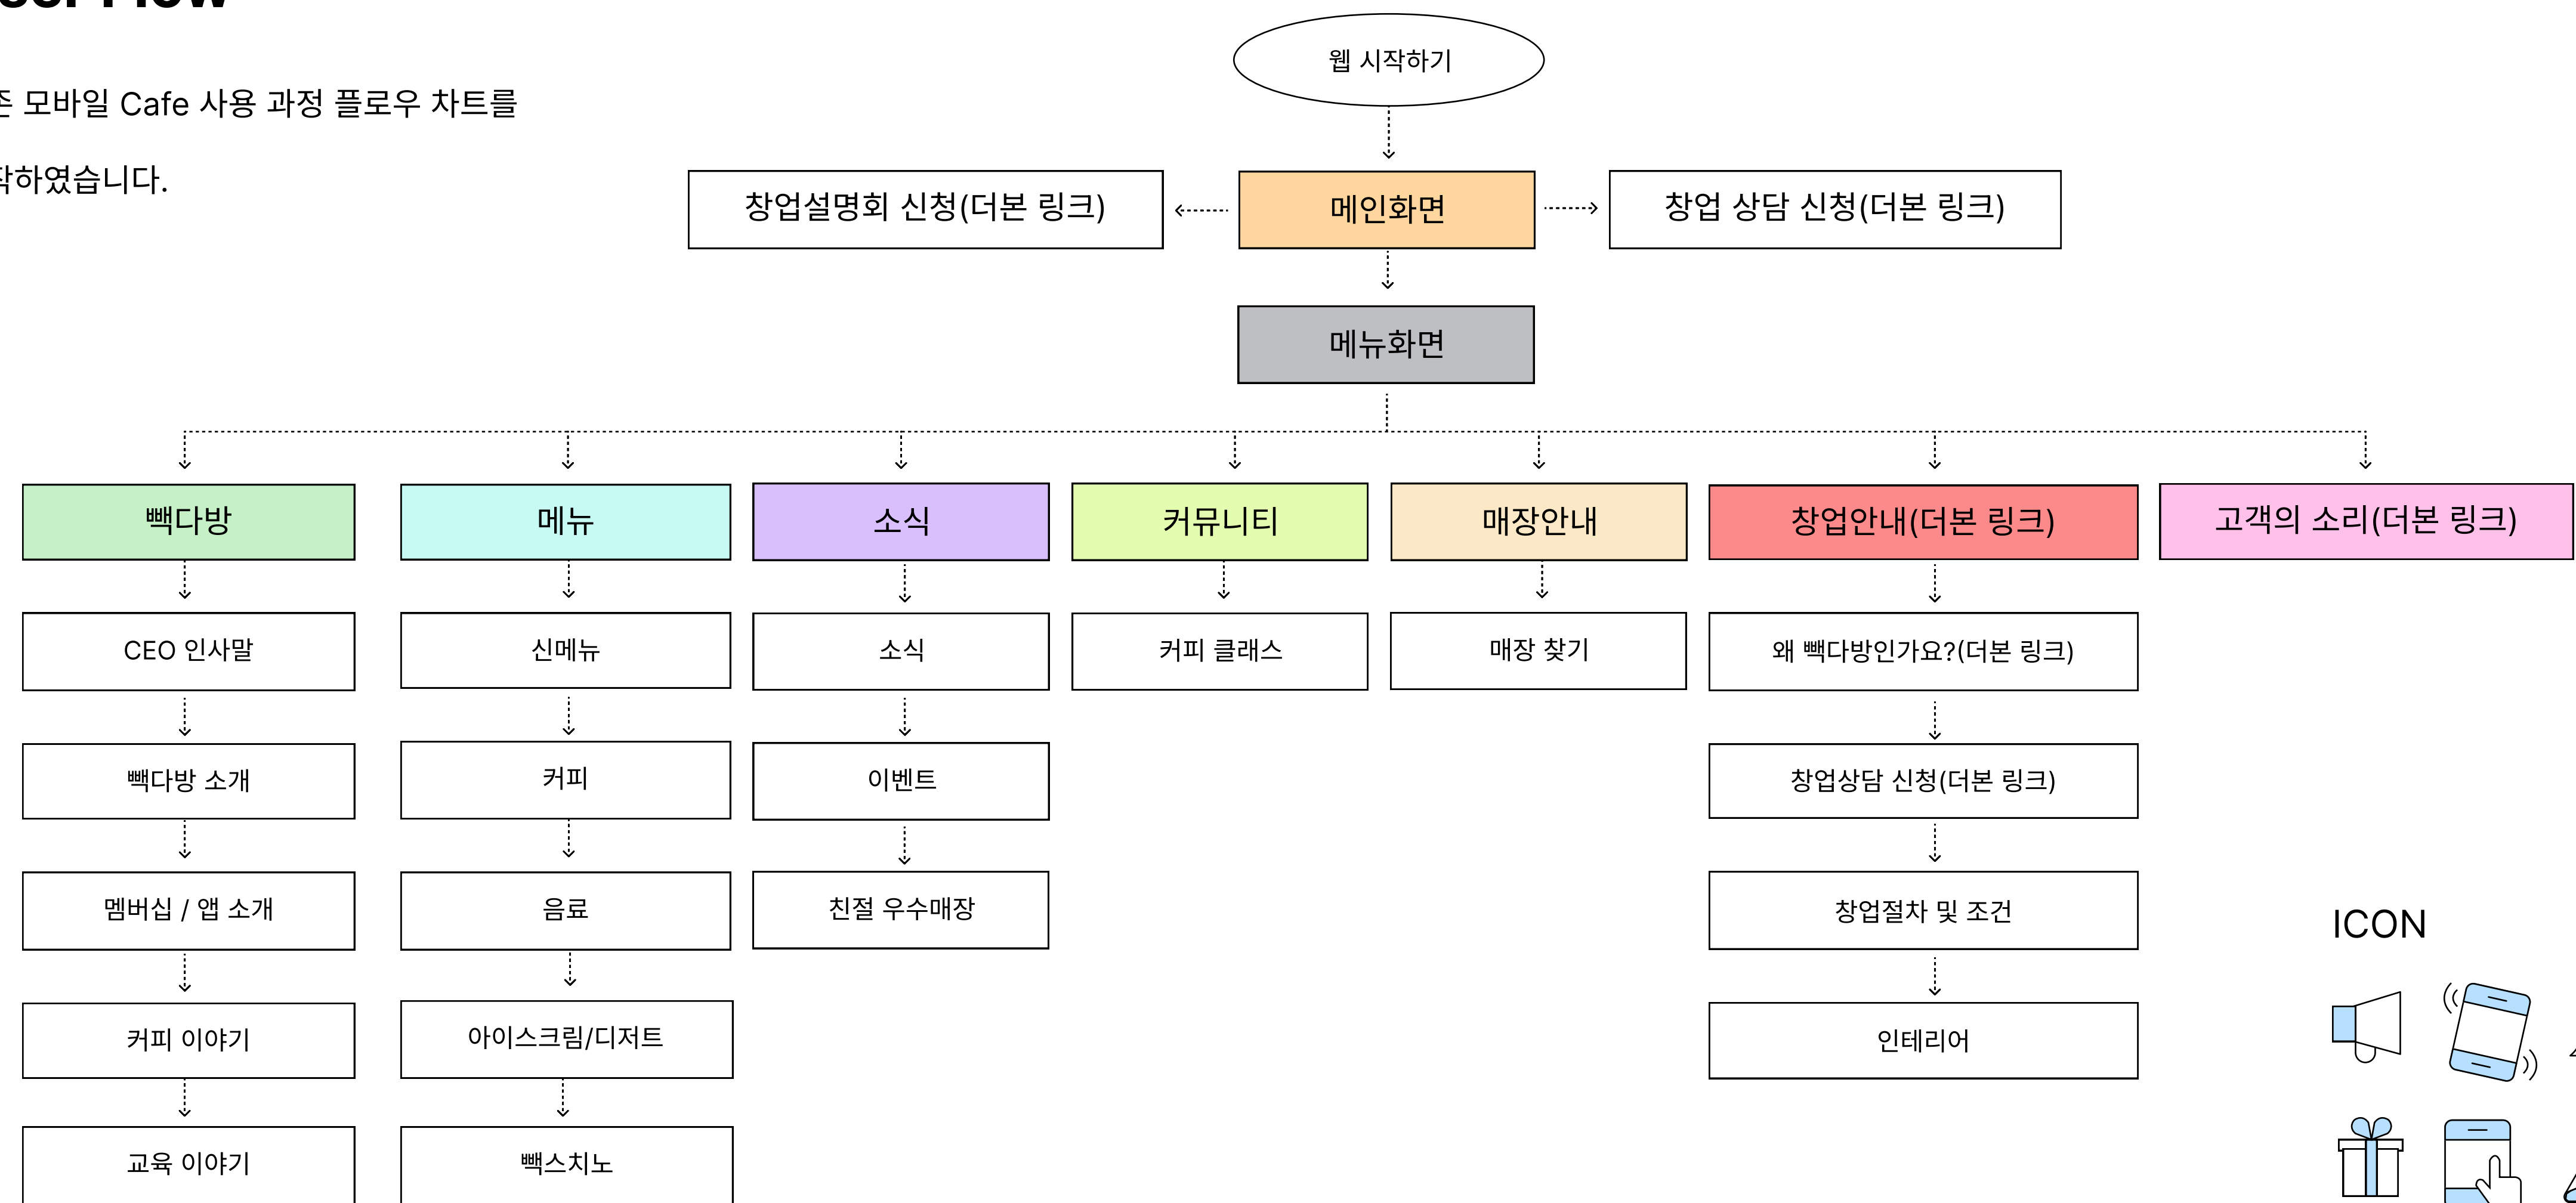 모바일 Cafe 사용 과정 플로우 차트를
하였습니다.
웹 시작하기
창업설명회 신청(더본 링크)
메인화면
창업 상담 신청(더본 링크)
메뉴화면
빽다방
메뉴
소식
커뮤니티
매장안내
창업안내(더본 링크)
고객의 소리(더본 링크)
CEO 인사말
신메뉴
소식
커피 클래스
매장 찾기
왜 빽다방인가요?(더본 링크)
빽다방 소개
커피
이벤트
창업상담 신청(더본 링크)
멤버십 / 앱 소개
음료
친절 우수매장
창업절차 및 조건
ICON
커피 이야기
아이스크림/디저트
인테리어
교육 이야기
빽스치노